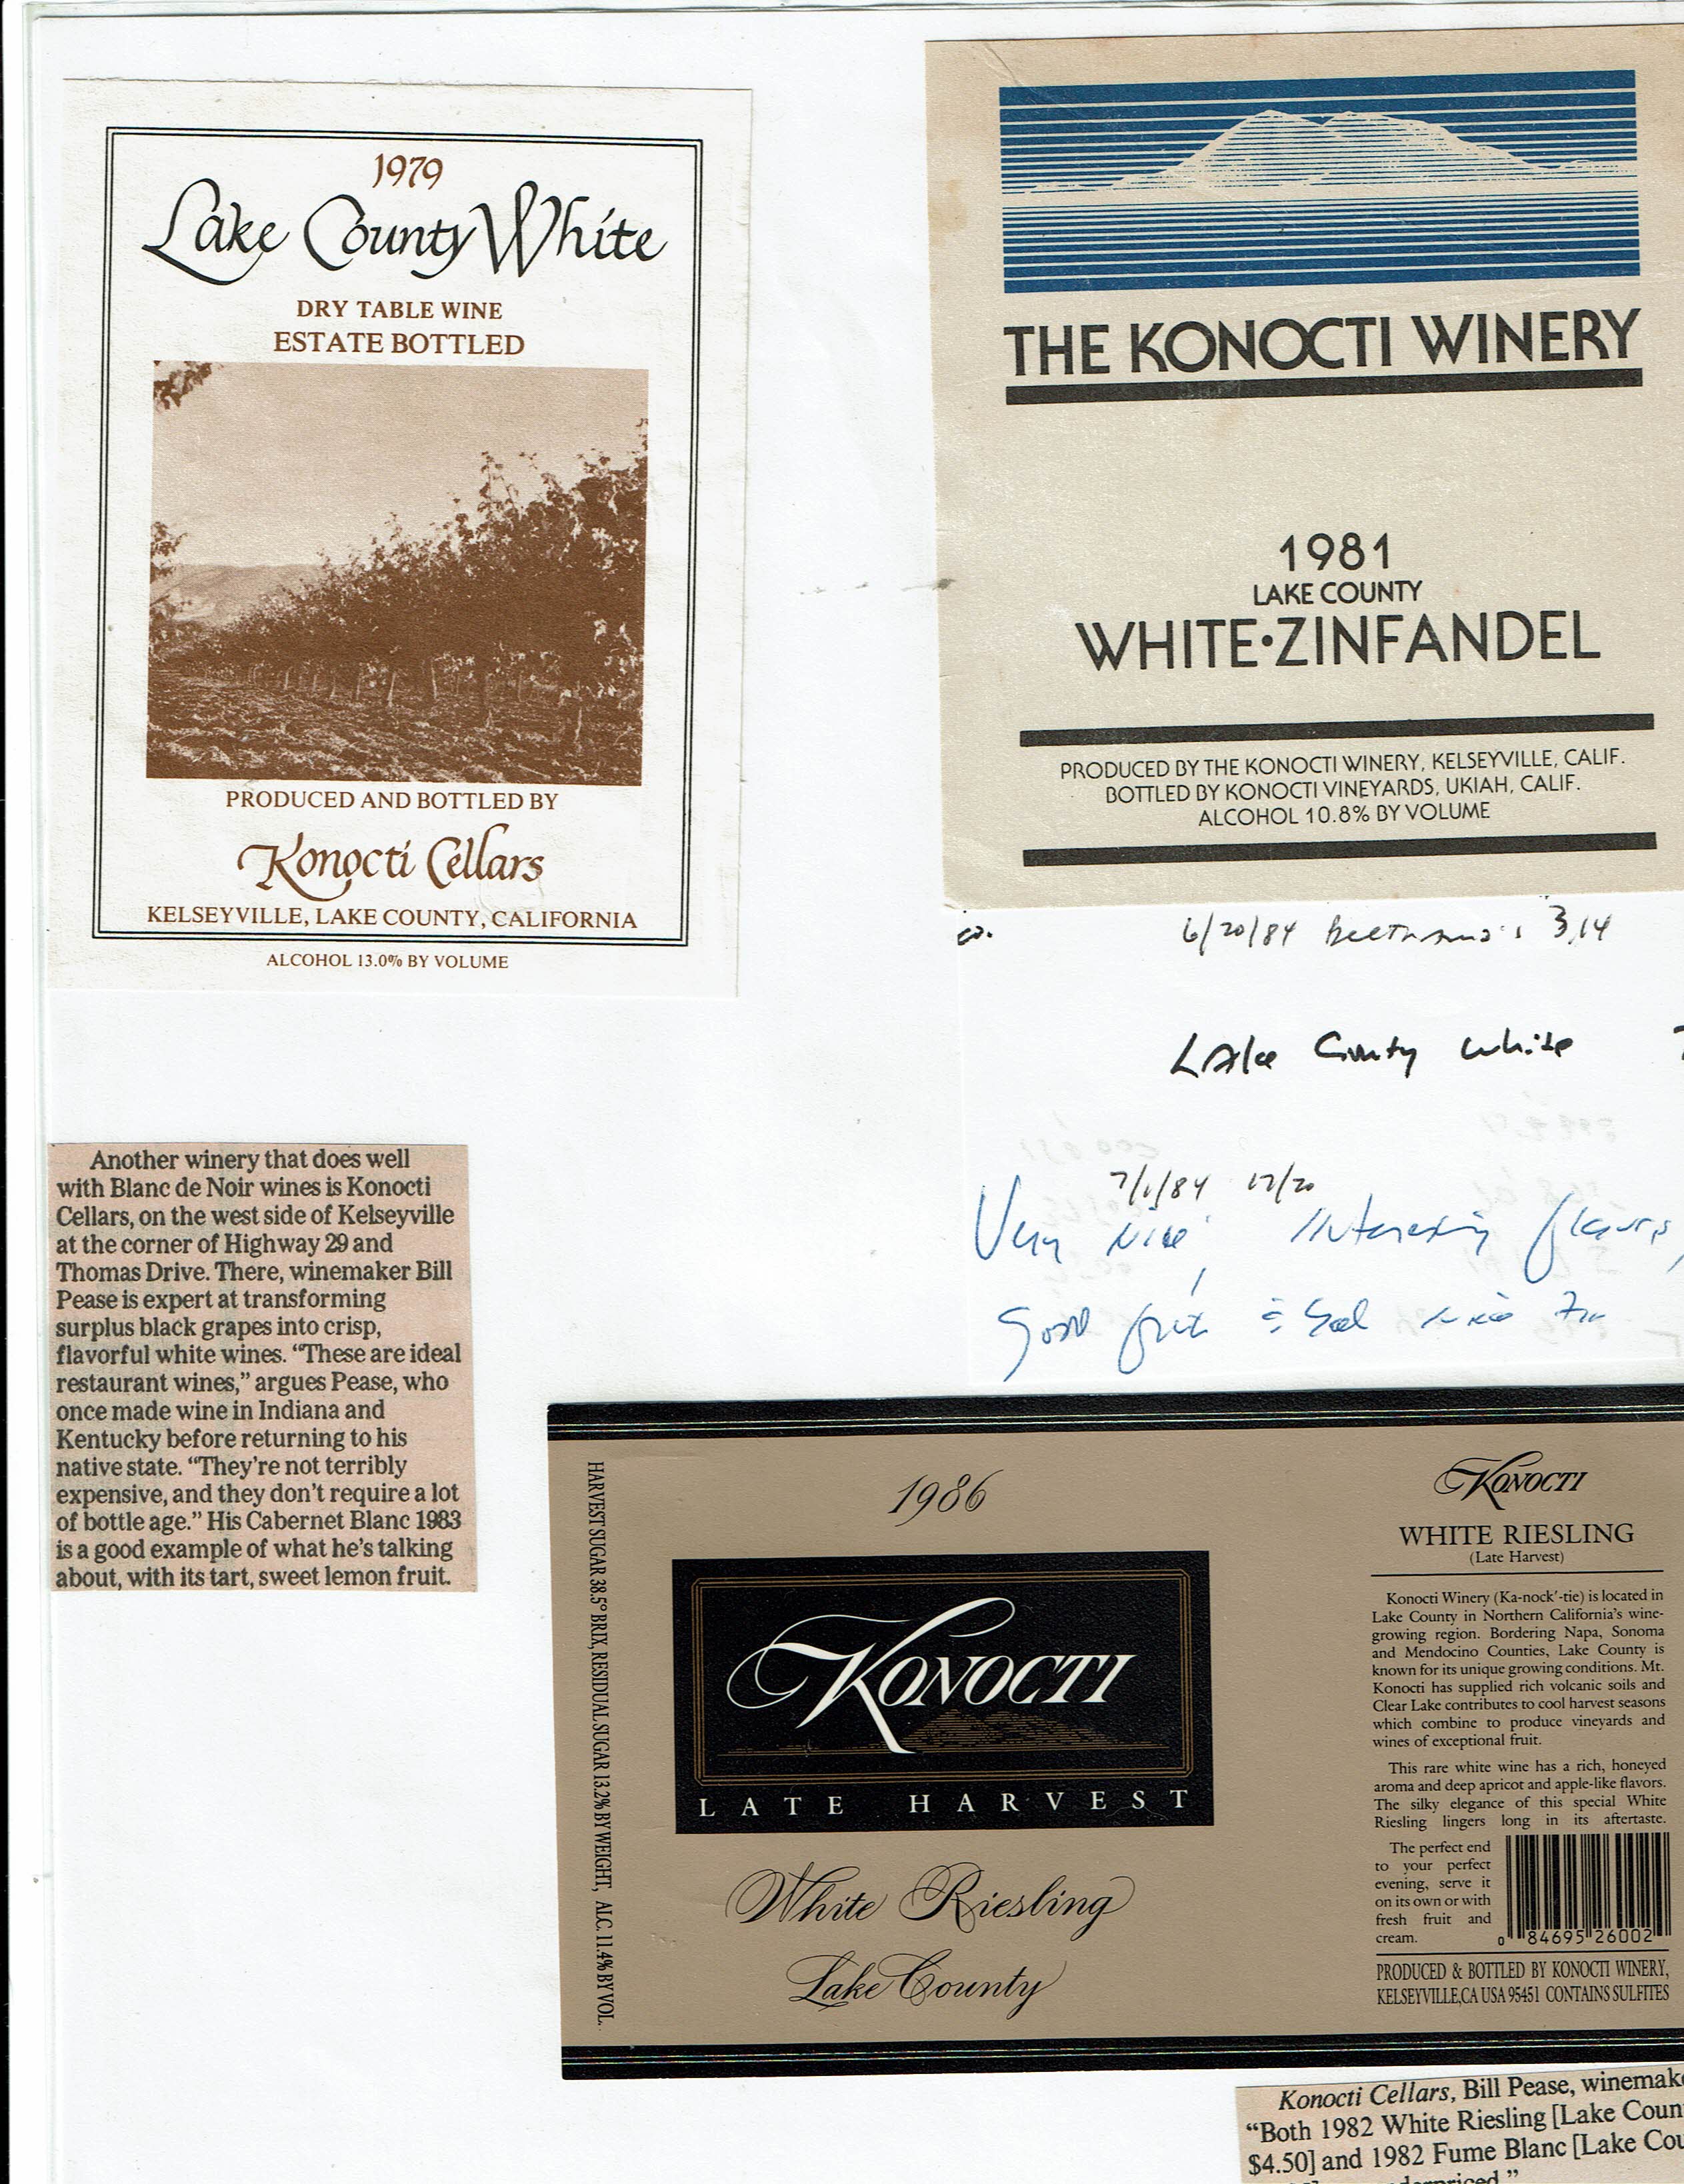 1979
Lake County White
DRY TABLE WINE
ESTATE BOTTLED
PRODUCED AND BOTTLED BY
Konocti Cellars
KELSEYVILLE, LAKE COUNTY, CALIFORNIA
ALCOHOL 13.0% BY VOLUME
THE KONOCTI WINERY
1981
LAKE COUNTY
WHITE•ZINFANDEL
PRODUCED BY THE KONOCTI WINERY, KELSEYVILLE, CALIF.
BOTTLED BY KONOCTI VINEYARDS, UKIAH, CALIF.
ALCOHOL 10.8% BY VOLUME
co. 6/20/84 3.14
Lake County White
7/1/84 17/20
Very Nice, Interesting flavors,
Good fruit
Another winery that does well
with Blanc de Noir wines is Konocti
Cellars, on the west side of Kelseyville
at the corner of Highway 29 and
Thomas Drive. There, winemaker Bill
Pease is expert at transforming
surplus black grapes into crisp,
flavorful white wines. “These are ideal
restaurant wines,” argues Pease, who
once made wine in Indiana and
Kentucky before returning to his
native state. “They’re not terribly
expensive, and they don’t require a lot
of bottle age.” His Cabernet Blanc 1983
is a good example of what he’s talking
about, with its tart, sweet lemon fruit.
HARVEST SUGAR 38.5° BRIX, RESIDUAL SUGAR 13.2% BY WEIGHT, ALC. 11.4% BY VOL.
1986
KONOCTI
LATE HARVEST
White Riesling
Lake County
KONOCTI
WHITE RIESLING
(Late Harvest)
Konocti Winery (Ka-nock′-tie) is located in
Lake County in Northern California’s wine-
growing region. Bordering Napa, Sonoma
and Mendocino Counties, Lake County is
known for its unique growing conditions. Mt.
Konocti has supplied rich volcanic soils and
Clear Lake contributes to cool harvest seasons
which combine to produce vineyards and
wines of exceptional fruit.
This rare white wine has a rich, honeyed
aroma and deep apricot and apple-like flavors.
The silky elegance of this special White
Riesling lingers long in its aftertaste.
The perfect end
to your perfect
evening, serve it
on its own or with
fresh fruit and
cream.
0 84695 26002
PRODUCED & BOTTLED BY KONOCTI WINERY,
KELSEYVILLE, CA USA 95451 CONTAINS SULFITES
Konocti Cellars, Bill Pease, winemak
“Both 1982 White Riesling [Lake Coun
$4.50] and 1982 Fume Blanc [Lake Cou